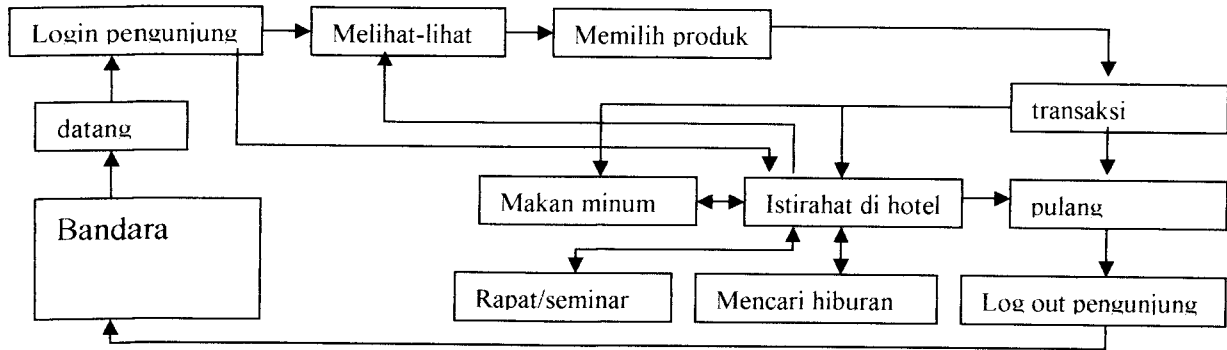 Login pengunjung
Melihat-lihat
Memilih produk
datang
transaksi
Makan minum
Istirahat di hotel
pulang
Bandara
Rapat/seminar
Mencari hiburan
Log out pengunjung